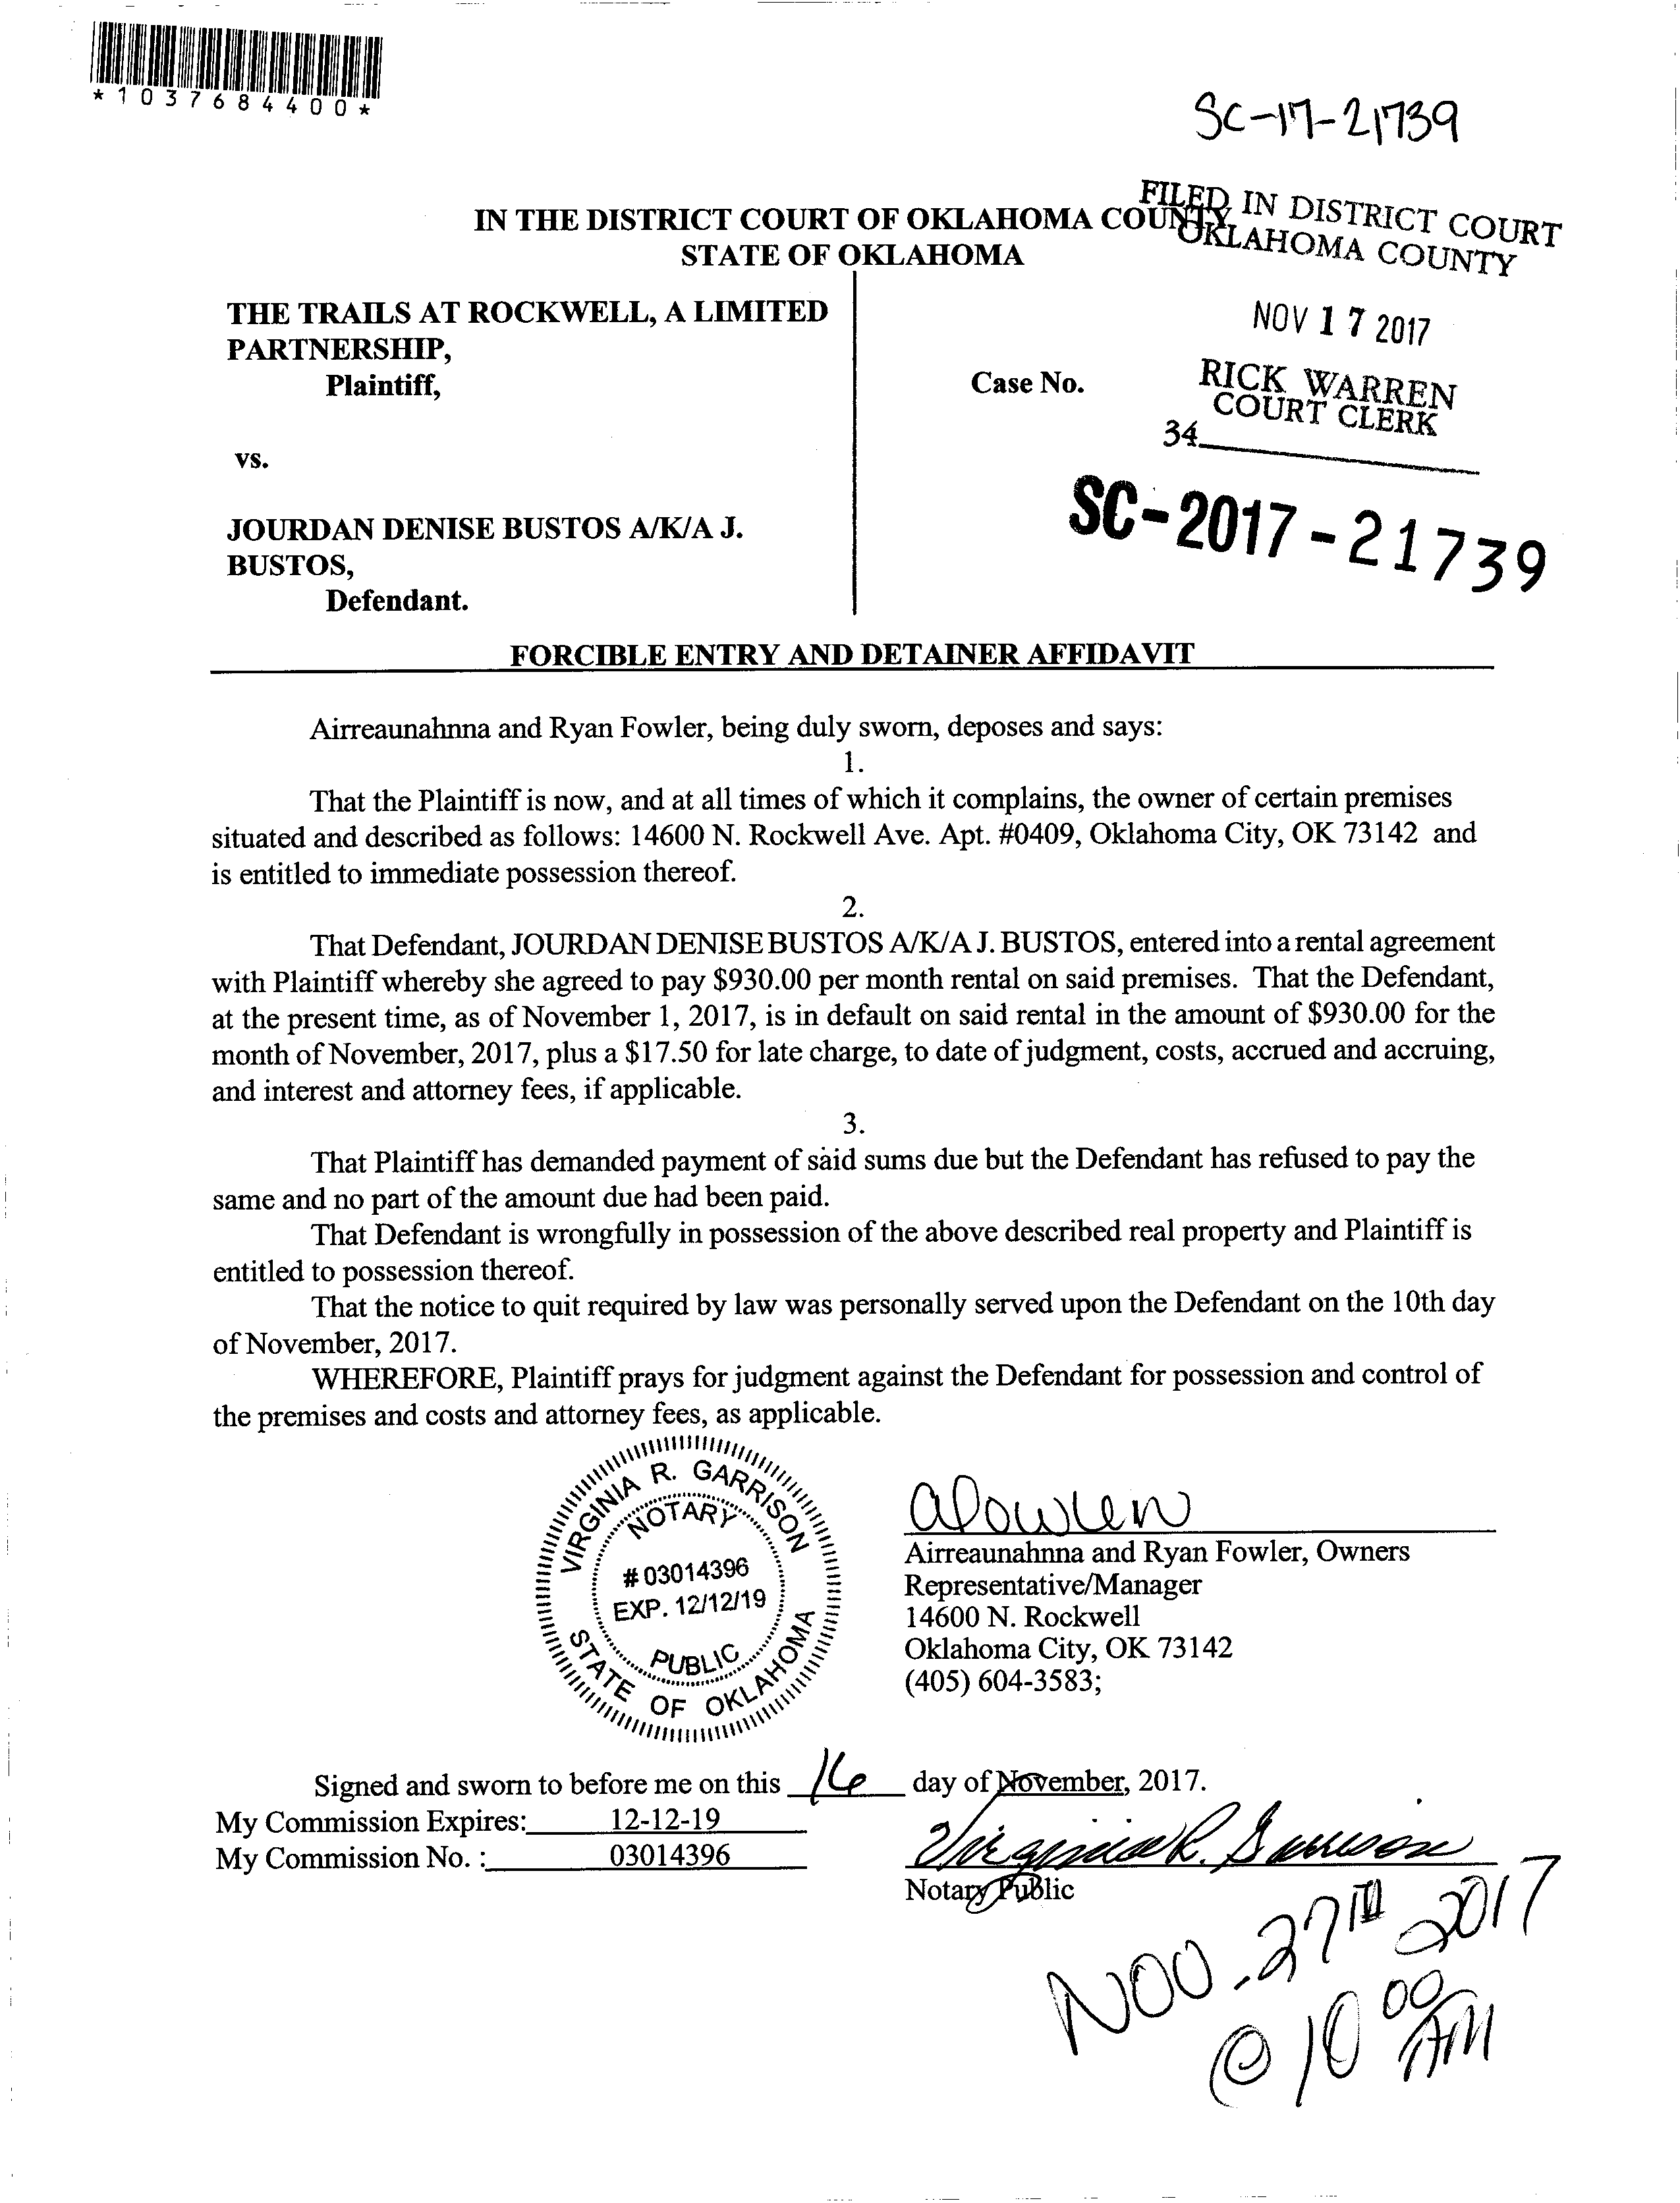 *1037684400*
SC-17-21739
FILED IN DISTRICT COURT
OKLAHOMA COUNTY
IN THE DISTRICT COURT OF OKLAHOMA COUNTY
STATE OF OKLAHOMA
THE TRAILS AT ROCKWELL, A LIMITED
PARTNERSHIP,
Plaintiff,
vs.
JOURDAN DENISE BUSTOS A/K/A J.
BUSTOS,
Defendant.
Case No.
NOV 17 2017
RICK WARREN
COURT CLERK
34
SC-2017-21739
FORCIBLE ENTRY AND DETAINER AFFIDAVIT
Airreaunahnna and Ryan Fowler, being duly sworn, deposes and says:
1.
That the Plaintiff is now, and at all times of which it complains, the owner of certain premises
situated and described as follows: 14600 N. Rockwell Ave. Apt. #0409, Oklahoma City, OK 73142 and
is entitled to immediate possession thereof.
2.
That Defendant, JOURDAN DENISE BUSTOS A/K/A J. BUSTOS, entered into a rental agreement
with Plaintiff whereby she agreed to pay $930.00 per month rental on said premises. That the Defendant,
at the present time, as of November 1, 2017, is in default on said rental in the amount of $930.00 for the
month of November, 2017, plus a $17.50 for late charge, to date of judgment, costs, accrued and accruing,
and interest and attorney fees, if applicable.
3.
That Plaintiff has demanded payment of said sums due but the Defendant has refused to pay the
same and no part of the amount due had been paid.
That Defendant is wrongfully in possession of the above described real property and Plaintiff is
entitled to possession thereof.
That the notice to quit required by law was personally served upon the Defendant on the 10th day
of November, 2017.
WHEREFORE, Plaintiff prays for judgment against the Defendant for possession and control of
the premises and costs and attorney fees, as applicable.
VIRGINIA R. GARRISON
NOTARY
# 03014396
EXP. 12/12/19
PUBLIC
STATE OF OKLAHOMA
Airreaunahnna and Ryan Fowler, Owners
Representative/Manager
14600 N. Rockwell
Oklahoma City, OK 73142
(405) 604-3583;
Signed and sworn to before me on this 16 day of November, 2017.
My Commission Expires: 12-12-19
My Commission No. : 03014396
Virginia R. Garrison
Notary Public
NOV. 27TH 2017
@ 10 00 AM